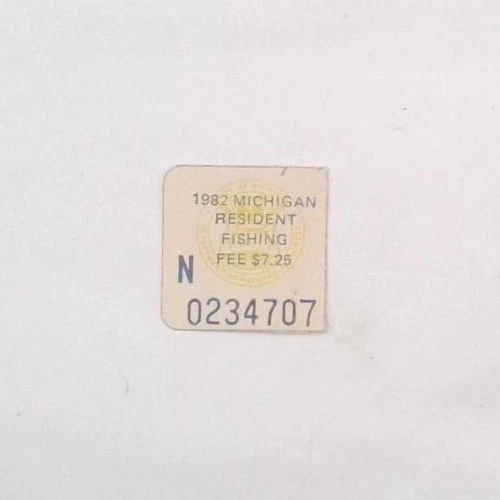 1982 MICHIGAN
RESIDENT
FISHING
FEE $7.25
N
0234707